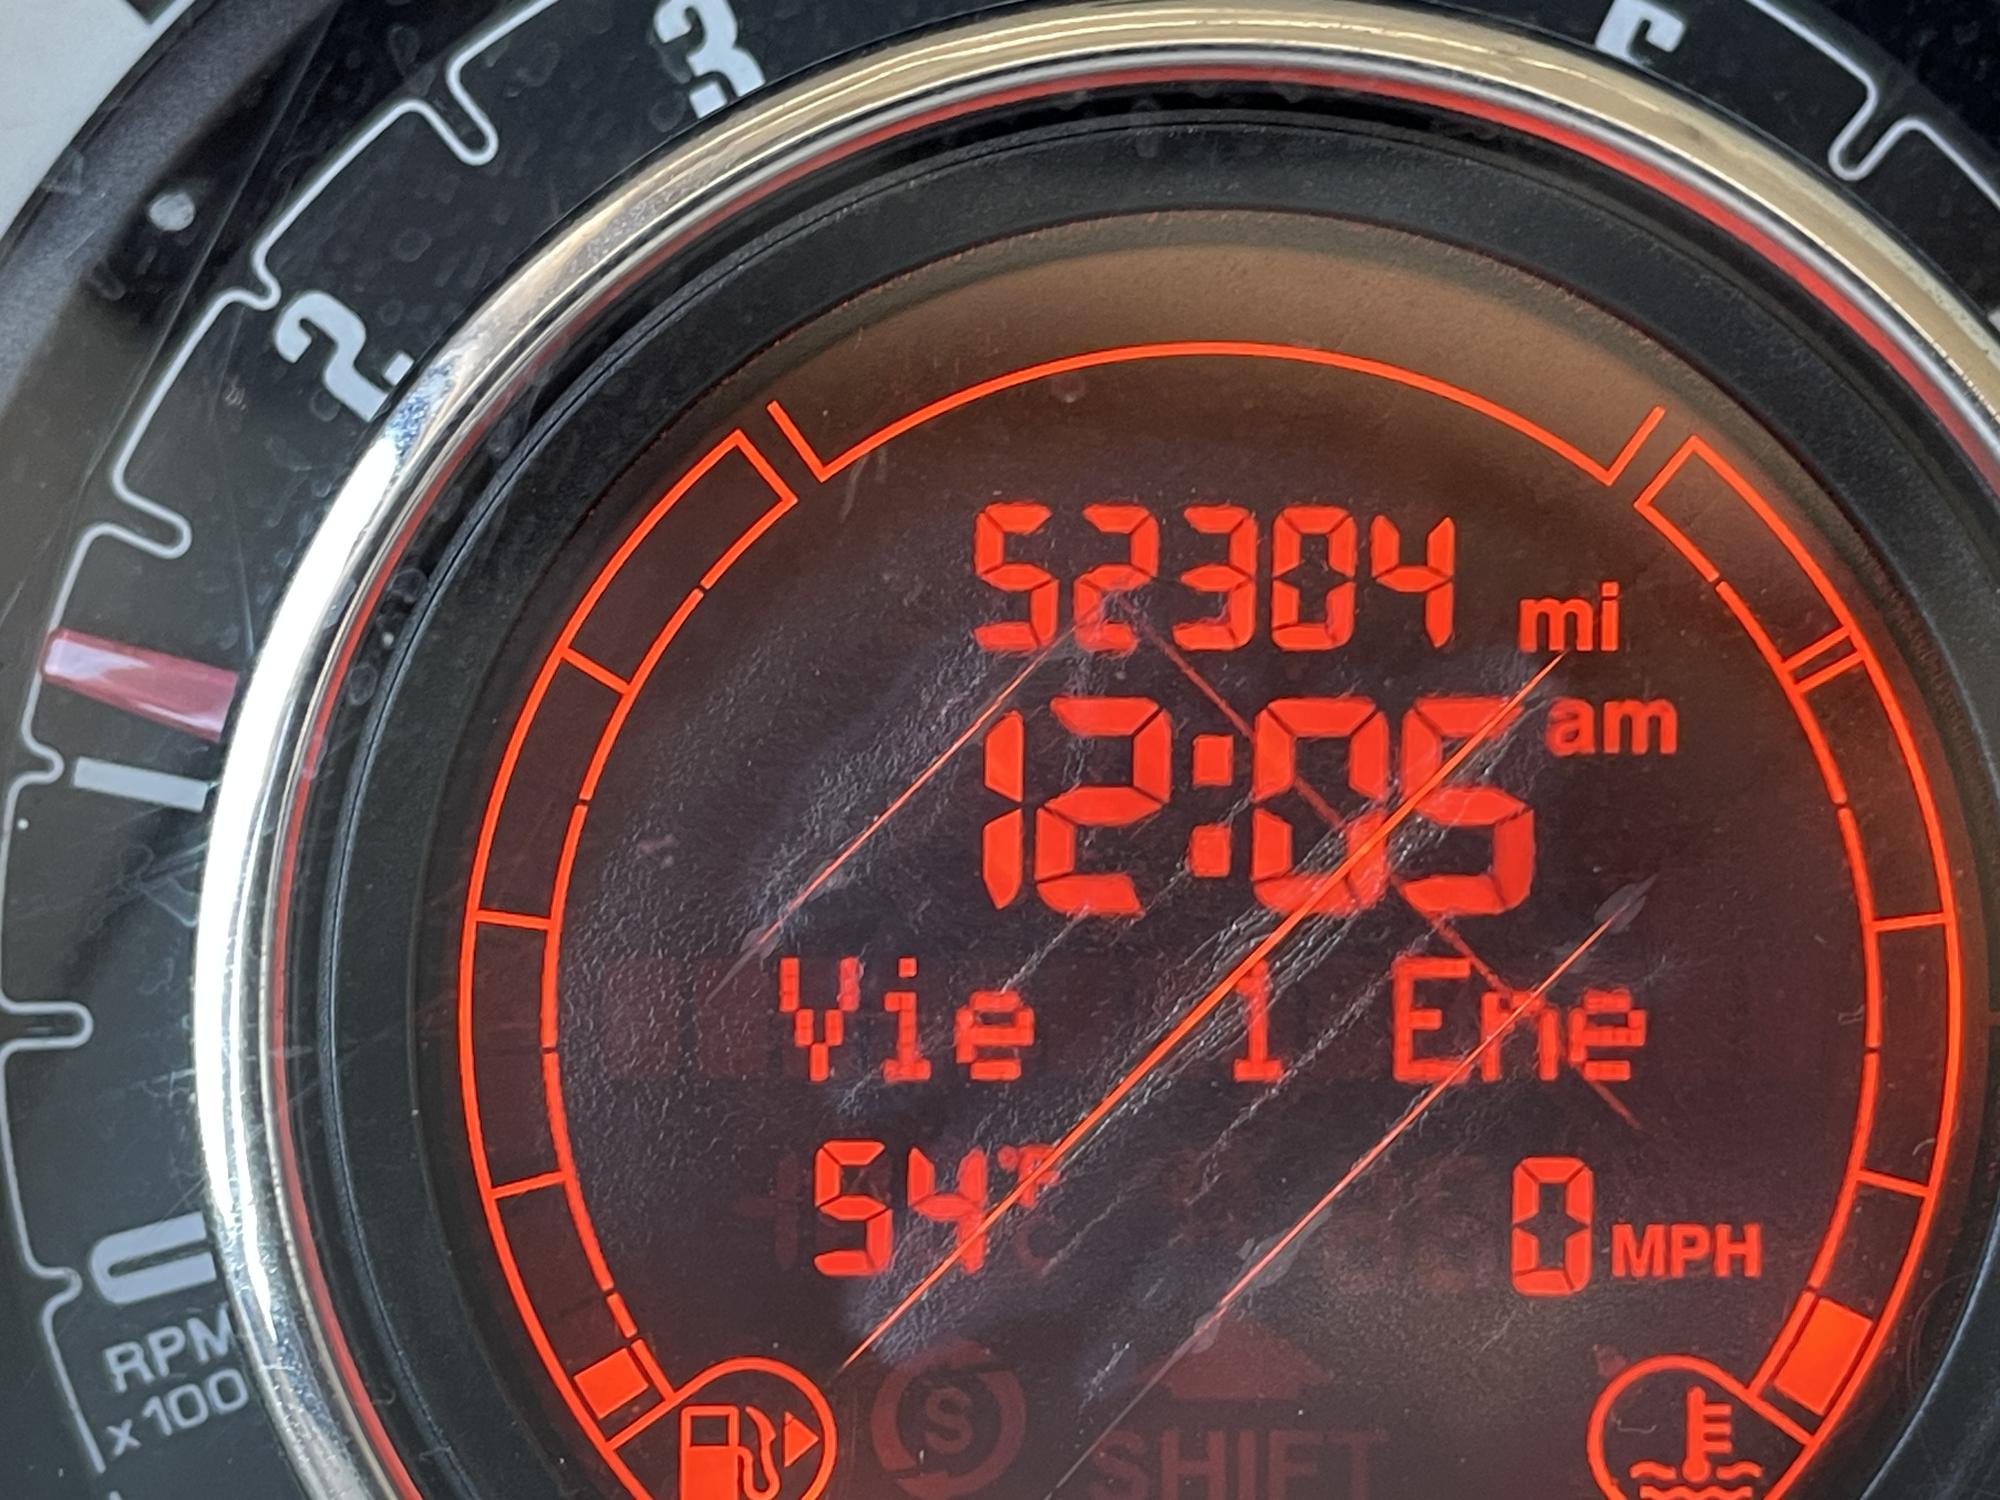 3
2
1
0
RPM
x100
52304 mi
12:05 am
Vie 1 Ene
54°F
0 MPH
S
SHIFT